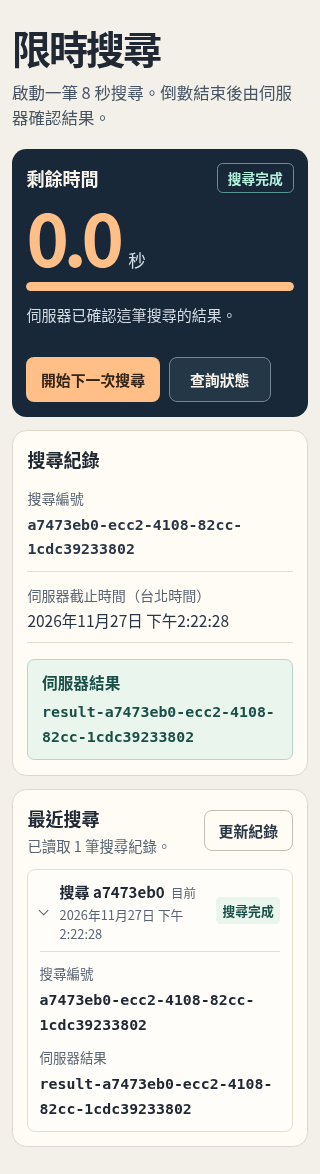 限時搜尋
啟動一筆 8 秒搜尋。倒數結束後由伺服
器確認結果。
剩餘時間
搜尋完成
0.0 秒
伺服器已確認這筆搜尋的結果。
開始下一次搜尋
查詢狀態
搜尋紀錄
搜尋編號
a7473eb0-ecc2-4108-82cc-
1cdc39233802
伺服器截止時間（台北時間）
2026年11月27日 下午2:22:28
伺服器結果
result-a7473eb0-ecc2-4108-
82cc-1cdc39233802
最近搜尋
已讀取 1 筆搜尋紀錄。
更新紀錄
搜尋 a7473eb0 目前
2026年11月27日 下午
2:22:28
搜尋完成
搜尋編號
a7473eb0-ecc2-4108-82cc-
1cdc39233802
伺服器結果
result-a7473eb0-ecc2-4108-
82cc-1cdc39233802